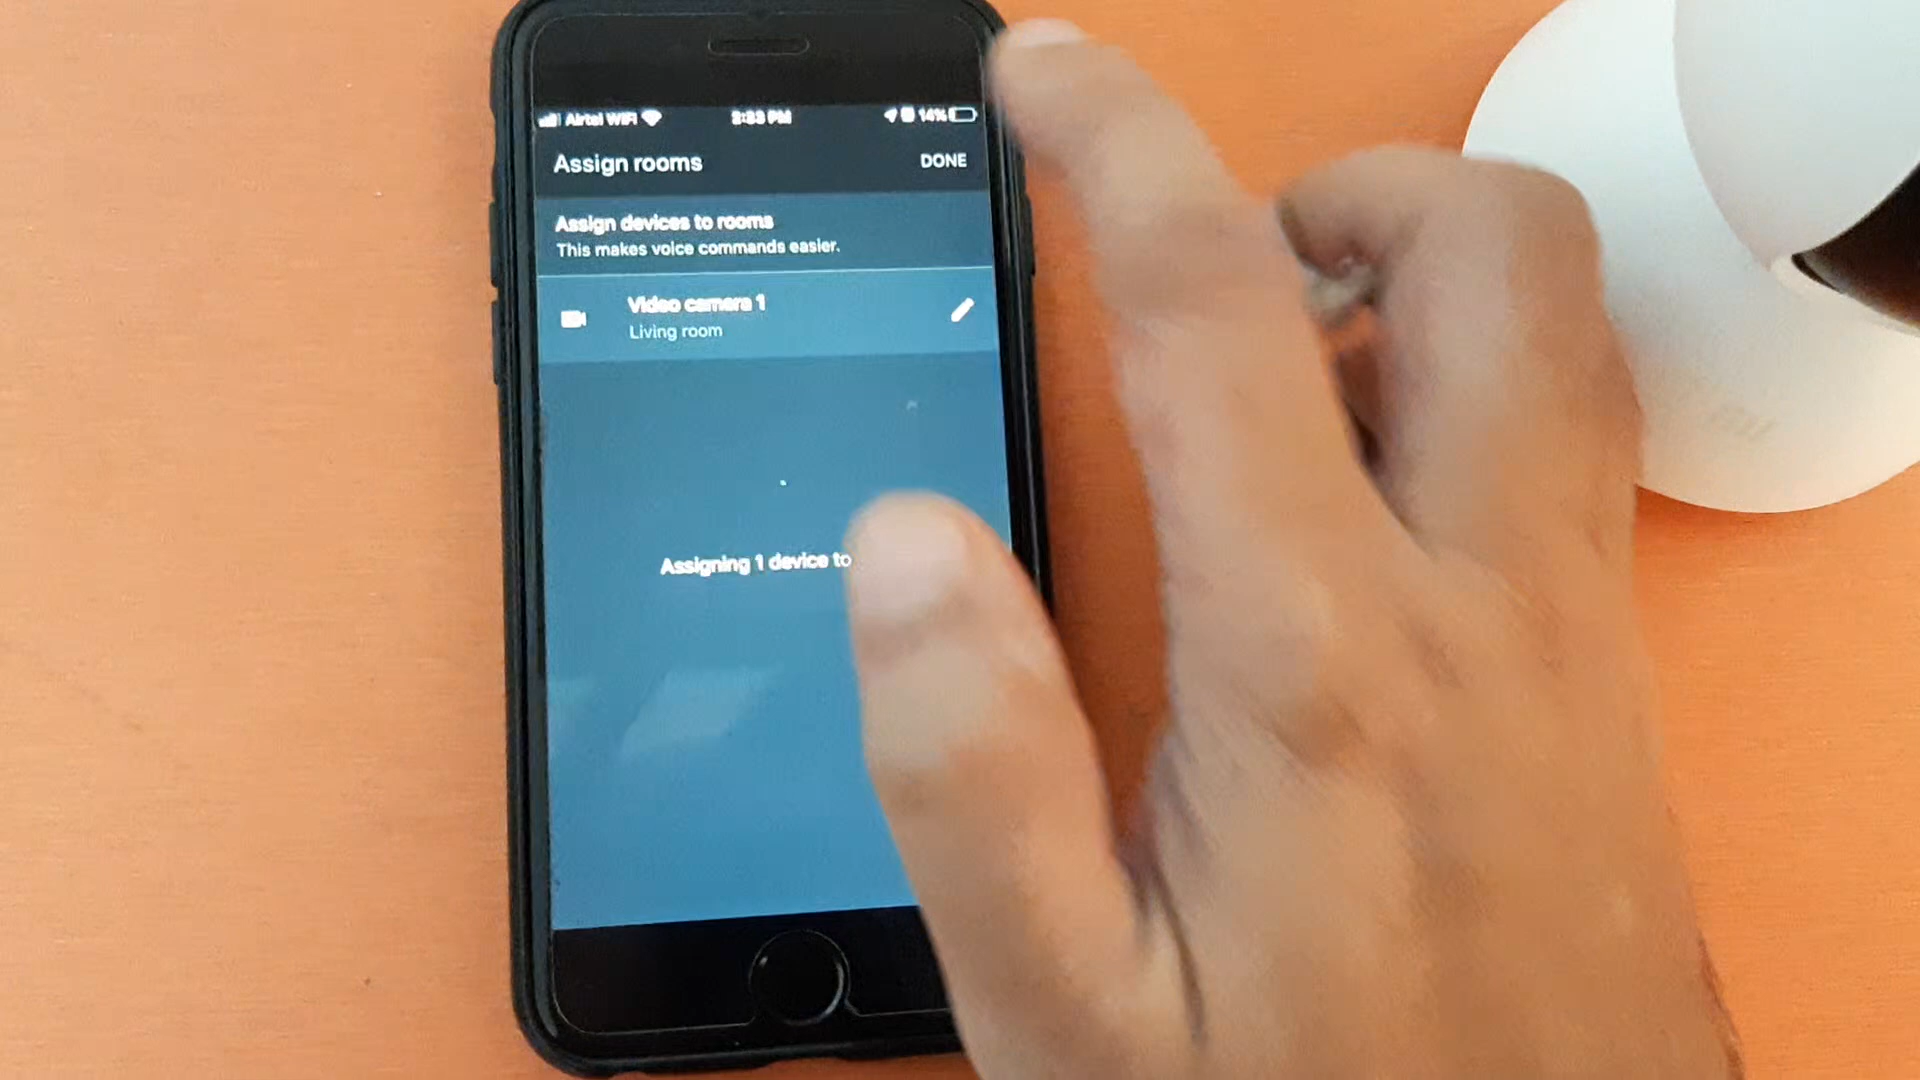 Airtel WiFi 14%
Assign rooms DONE
Assign devices to rooms
This makes voice commands easier.
Video camera 1
Living room
Assigning 1 device to